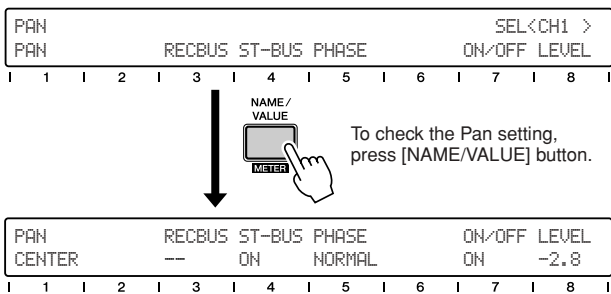 PAN SEL<CH1 >
PAN RECBUS ST-BUS PHASE ON/OFF LEVEL
1 2 3 4 5 6 7 8
NAME/
VALUE
METER
To check the Pan setting,
press [NAME/VALUE] button.
PAN RECBUS ST-BUS PHASE ON/OFF LEVEL
CENTER -- ON NORMAL ON -2.8
1 2 3 4 5 6 7 8